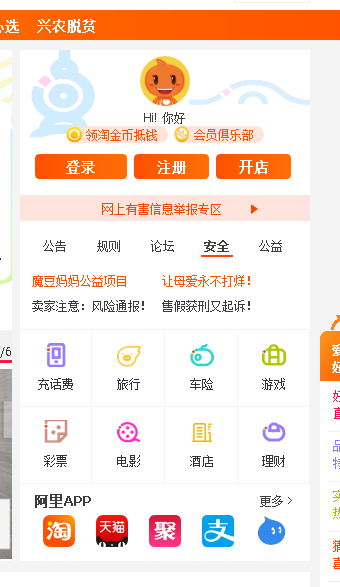 心选 兴农脱贫
Hi! 你好
领淘金币抵钱 会员俱乐部
登录 注册 开店
网上有害信息举报专区
公告 规则 论坛 安全 公益
魔豆妈妈公益项目 让母爱永不打烊!
卖家注意:风险通报! 售假获刑又起诉!
/6
充话费 旅行 车险 游戏
彩票 电影 酒店 理财
阿里APP 更多
淘 天猫 聚 支